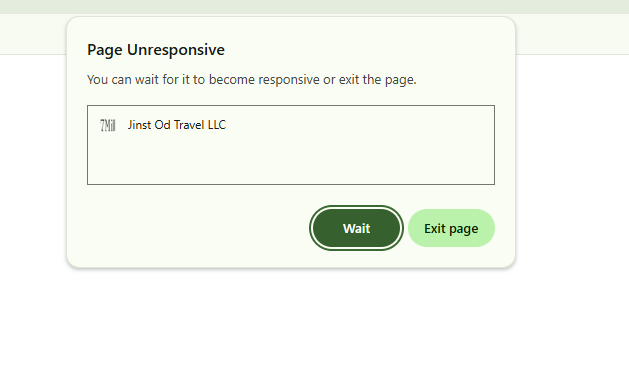 Page Unresponsive
You can wait for it to become responsive or exit the page.
7Mil Jinst Od Travel LLC
Wait Exit page